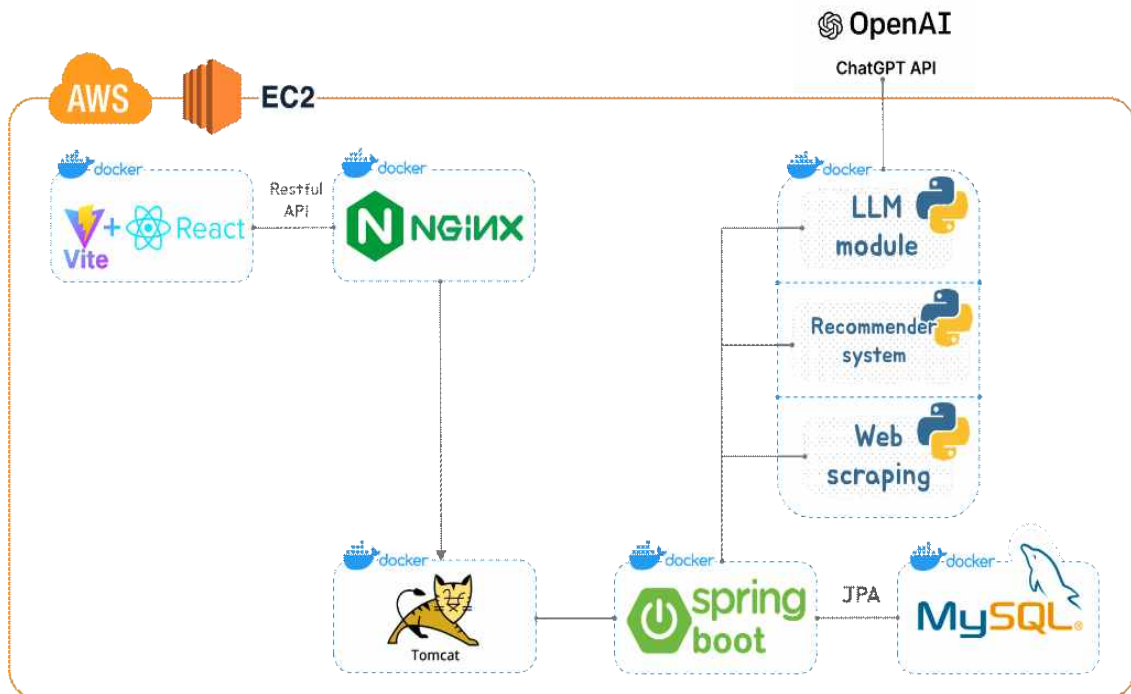 OpenAI
ChatGPT API
AWS
EC2
docker
Vite
+
React
Restful
API
docker
NGiNX
docker
LLM
module
Recommender
system
Web
scraping
docker
Tomcat
docker
spring
boot
JPA
docker
MySQL®